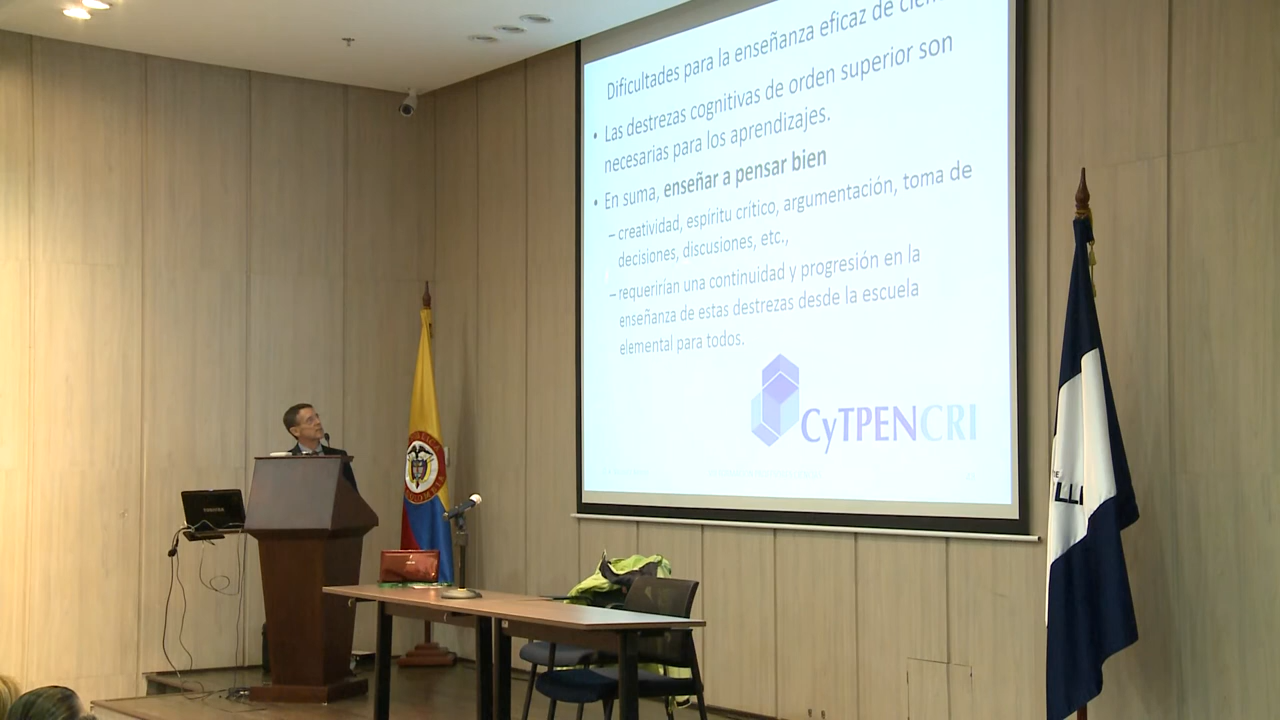 Dificultades para la enseñanza eficaz de cien
• Las destrezas cognitivas de orden superior son
necesarias para los aprendizajes.
• En suma, enseñar a pensar bien
– creatividad, espíritu crítico, argumentación, toma de
decisiones, discusiones, etc.,
– requerirían una continuidad y progresión en la
enseñanza de estas destrezas desde la escuela
elemental para todos.
CyTPENCRI
TOSHIBA